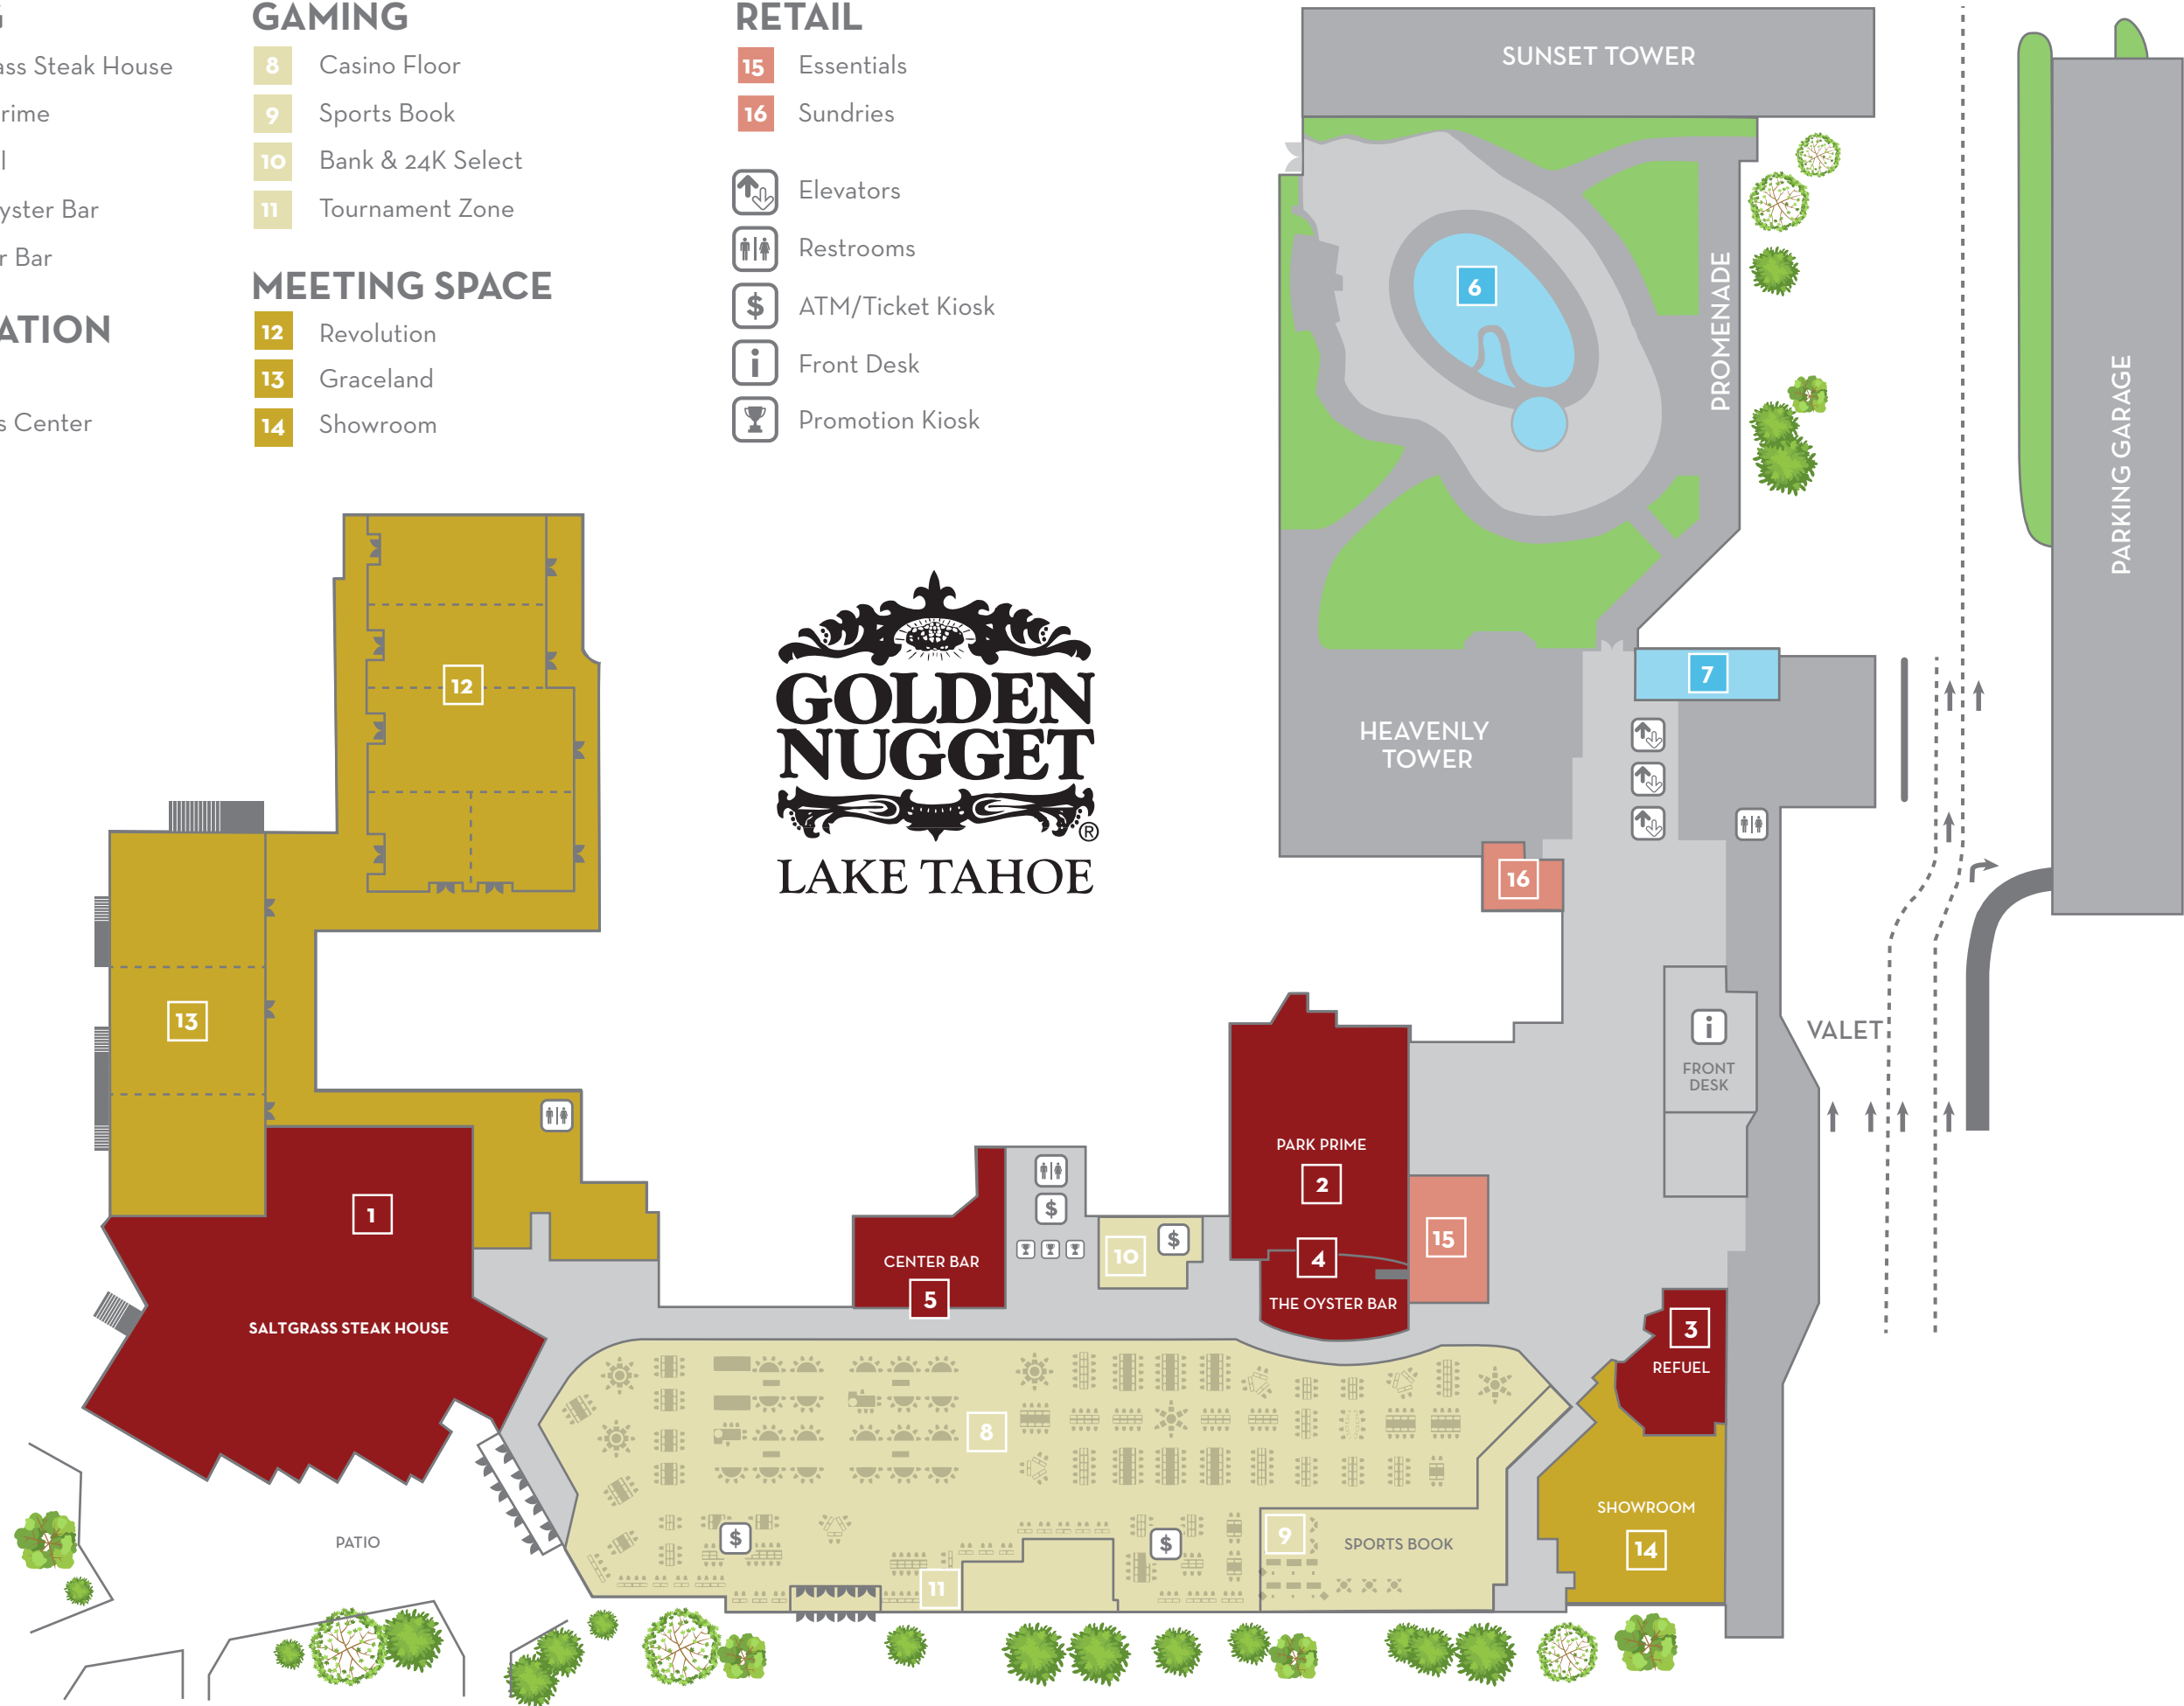 GAMING
8 Casino Floor
9 Sports Book
10 Bank & 24K Select
11 Tournament Zone
MEETING SPACE
12 Revolution
13 Graceland
14 Showroom
RETAIL
15 Essentials
16 Sundries
Elevators
Restrooms
$ ATM/Ticket Kiosk
i Front Desk
Promotion Kiosk
Steak House
Oyster Bar
Bar
Center
SUNSET TOWER
6
PROMENADE
PARKING GARAGE
7
HEAVENLY
TOWER
16
12
GOLDEN
NUGGET
®
LAKE TAHOE
13
i
FRONT
DESK
VALET
PARK PRIME
2
1
$
CENTER BAR
5
10
$
4
THE OYSTER BAR
15
SALTGRASS STEAK HOUSE
3
REFUEL
8
SHOWROOM
14
PATIO
$
$
9
SPORTS BOOK
11